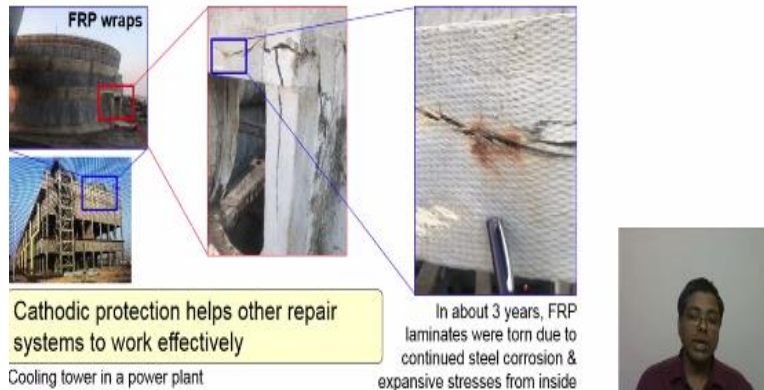 FRP wraps
Cathodic protection helps other repair
systems to work effectively
Cooling tower in a power plant
In about 3 years, FRP
laminates were torn due to
continued steel corrosion &
expansive stresses from inside